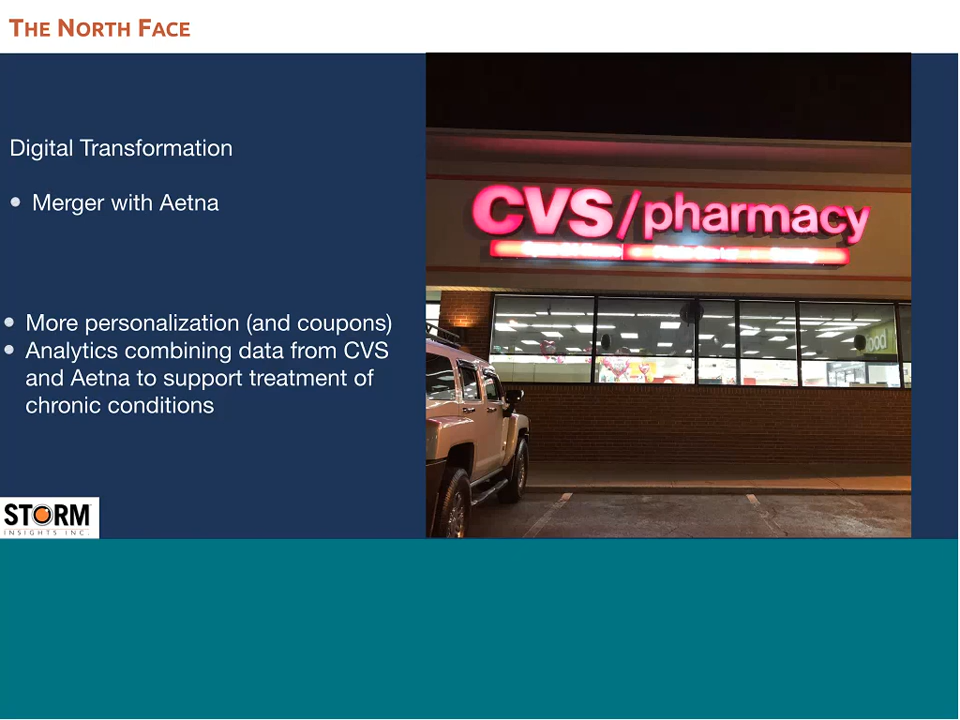 THE NORTH FACE
Digital Transformation
• Merger with Aetna
• More personalization (and coupons)
• Analytics combining data from CVS
and Aetna to support treatment of
chronic conditions
STORM
INSIGHTS INC.
CVS/pharmacy
food